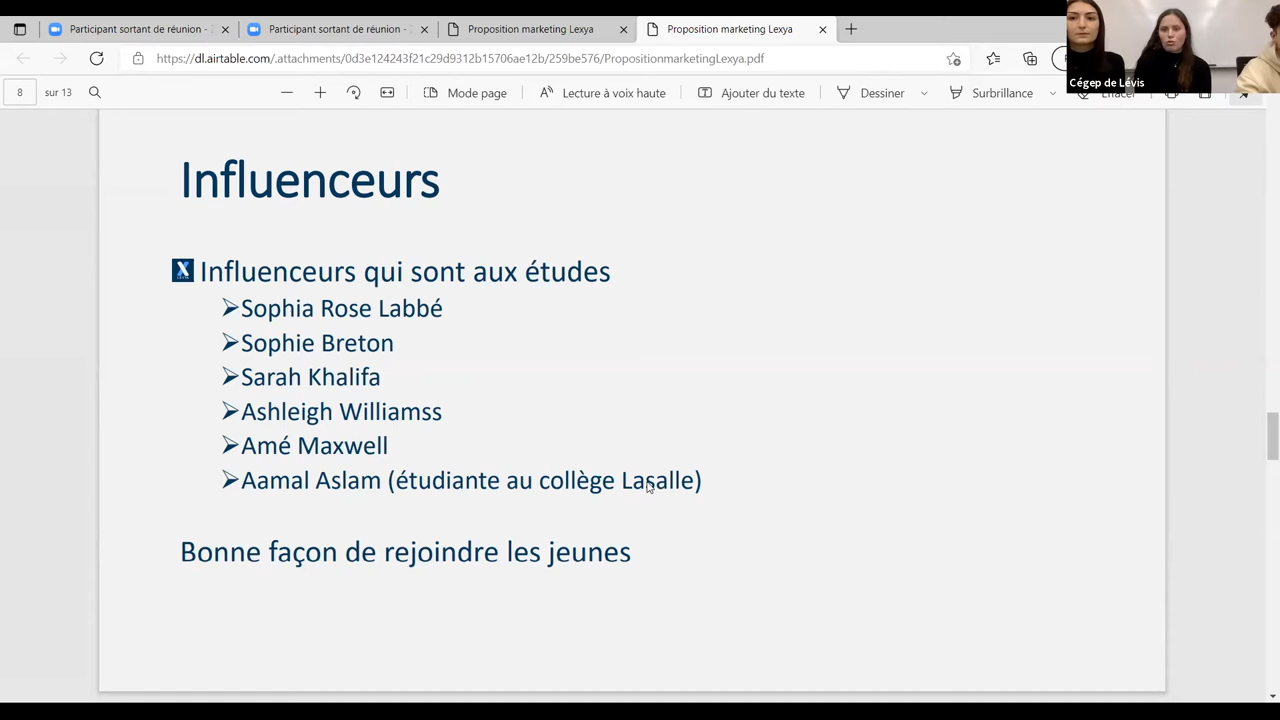 Participant sortant de réunion -
Participant sortant de réunion -
Proposition marketing Lexya
Proposition marketing Lexya
https://dl.airtable.com/.attachments/0d3c24243f21c29d9312b15706ae12b/259be576/PropositionmarketingLexya.pdf
8 sur 13
Mode page
Lecture à voix haute
Ajouter du texte
Dessiner
Surbrillance
Effacer
Cégep de Lévis
Influenceurs
X Influenceurs qui sont aux études
Sophia Rose Labbé
Sophie Breton
Sarah Khalifa
Ashleigh Williamss
Amé Maxwell
Aamal Aslam (étudiante au collège Lasalle)
Bonne façon de rejoindre les jeunes